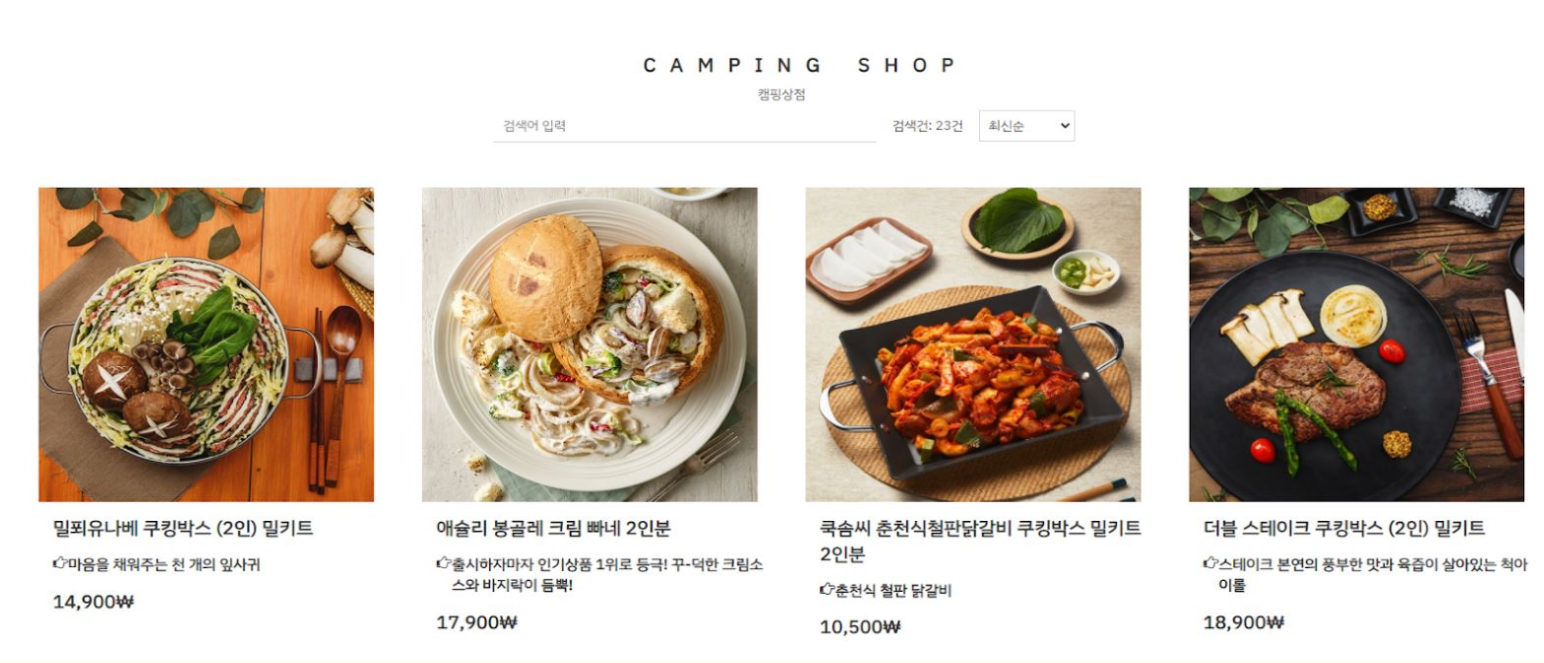 CAMPING SHOP
캠핑상점
검색어 입력
검색건: 23건
최신순
밀푀유나베 쿠킹박스 (2인) 밀키트
👉마음을 채워주는 천 개의 잎사귀
14,900₩
애슐리 봉골레 크림 빠네 2인분
👉출시하자마자 인기상품 1위로 등극! 꾸-덕한 크림소
스와 바지락이 듬뿍!
17,900₩
쿡솜씨 춘천식철판닭갈비 쿠킹박스 밀키트
2인분
👉춘천식 철판 닭갈비
10,500₩
더블 스테이크 쿠킹박스 (2인) 밀키트
👉스테이크 본연의 풍부한 맛과 육즙이 살아있는 척아
이롤
18,900₩